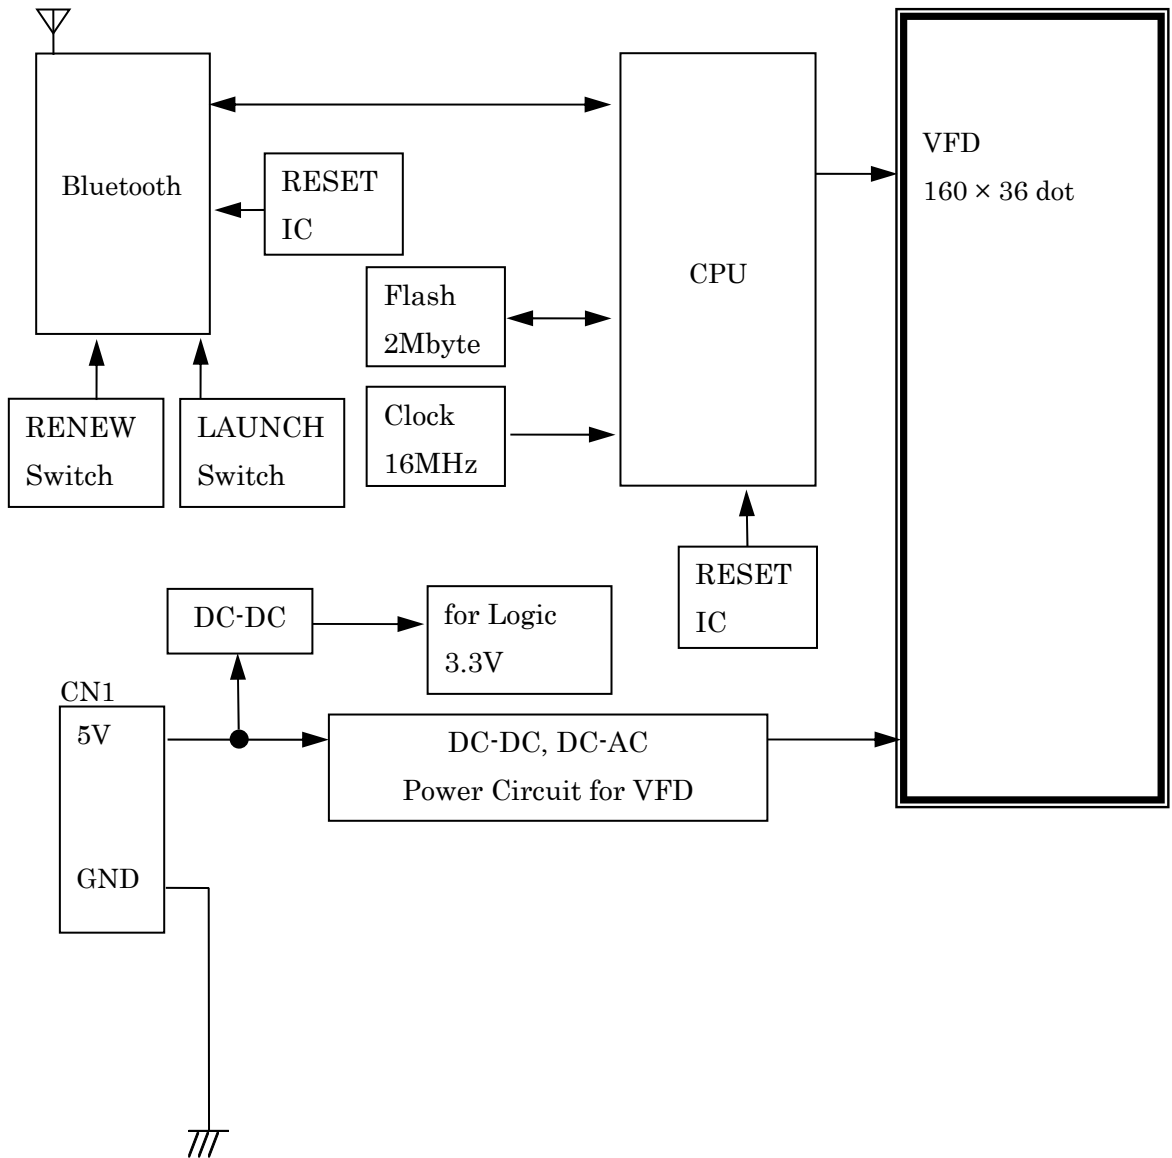 VFD
160 × 36 dot
Bluetooth
RESET
IC
CPU
Flash
2Mbyte
Clock
16MHz
RENEW
Switch
LAUNCH
Switch
RESET
IC
DC-DC
for Logic
3.3V
CN1
5V
DC-DC, DC-AC
Power Circuit for VFD
GND